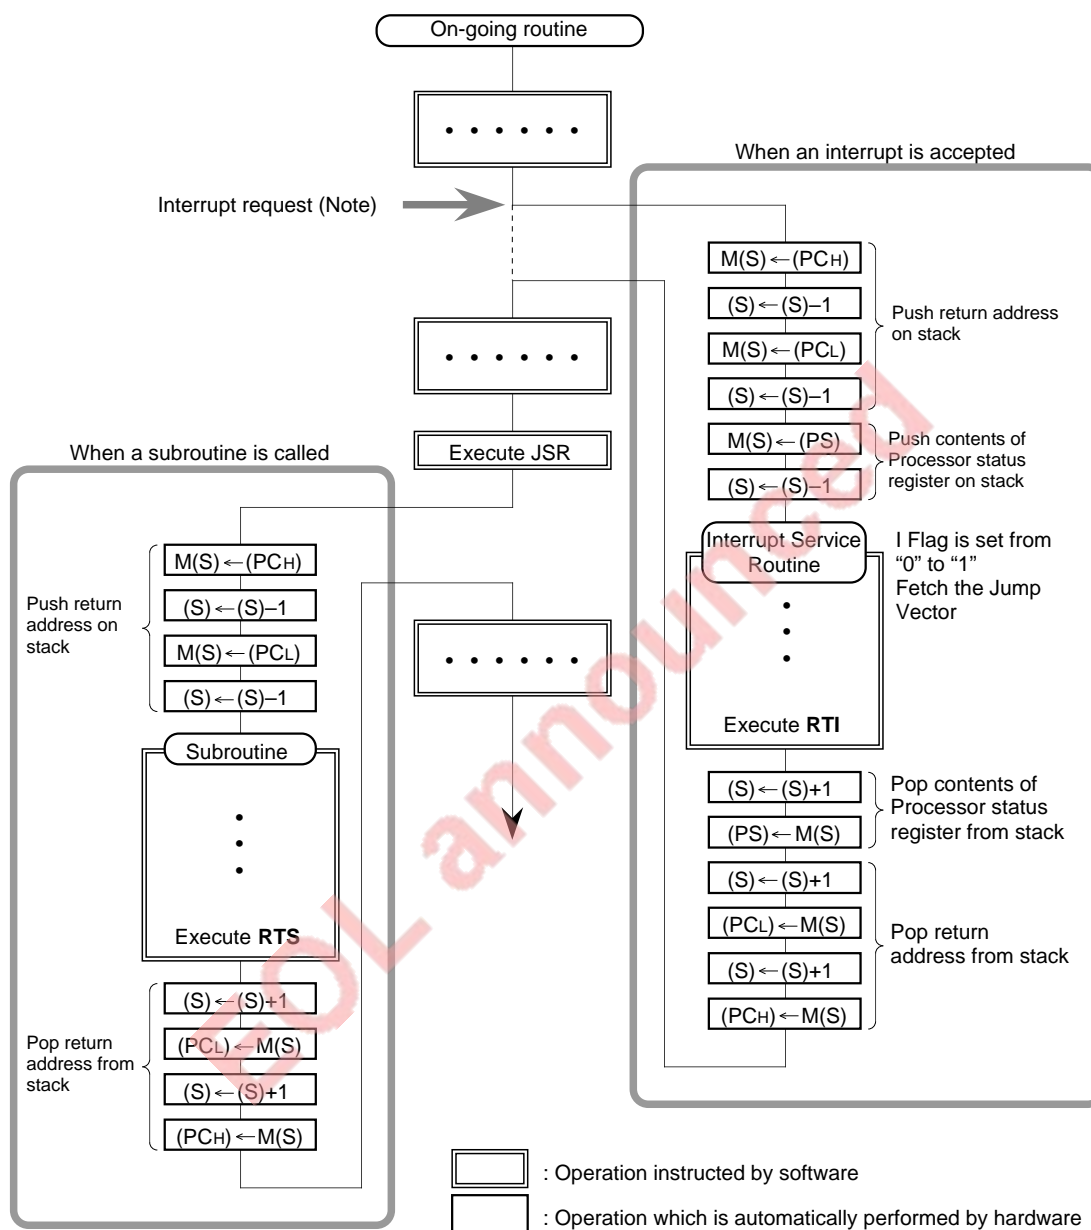 On-going routine
• • • • • •
When an interrupt is accepted
Interrupt request (Note)
M(S)←(PCH)
(S)←(S)–1
M(S)←(PCL)
(S)←(S)–1
Push return address
on stack
M(S)←(PS)
(S)←(S)–1
Push contents of
Processor status
register on stack
Interrupt Service
Routine
I Flag is set from
“0” to “1”
Fetch the Jump
Vector
•
•
•
Execute RTI
(S)←(S)+1
(PS)←M(S)
Pop contents of
Processor status
register from stack
(S)←(S)+1
(PCL)←M(S)
(S)←(S)+1
(PCH)←M(S)
Pop return
address from stack
• • • • • •
Execute JSR
When a subroutine is called
M(S)←(PCH)
(S)←(S)–1
M(S)←(PCL)
(S)←(S)–1
Push return
address on
stack
Subroutine
•
•
•
Execute RTS
(S)←(S)+1
(PCL)←M(S)
(S)←(S)+1
(PCH)←M(S)
Pop return
address from
stack
• • • • • •
EOL announced
: Operation instructed by software
: Operation which is automatically performed by hardware